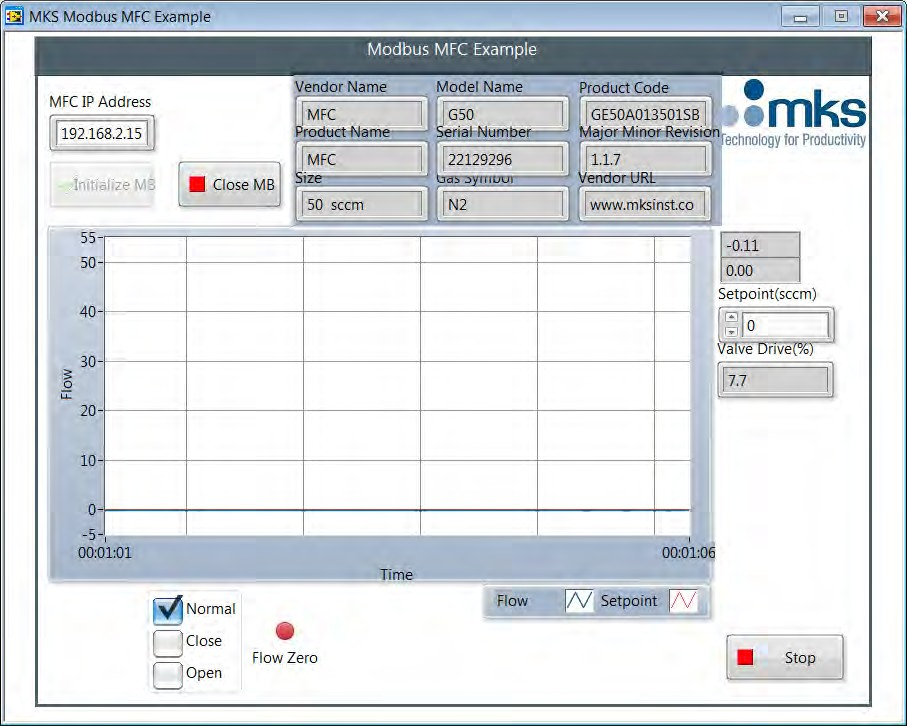 MKS Modbus MFC Example
Modbus MFC Example
MFC IP Address
192.168.2.15
Initialize MB
Close MB
Vendor Name
MFC
Model Name
G50
Product Code
GE50A013501SB
Product Name
MFC
Serial Number
22129296
Major Minor Revision
1.1.7
Size
50 sccm
Gas Symbol
N2
Vendor URL
www.mksinst.co
mks
Technology for Productivity
55
50
40
30
20
10
0
-5
Flow
00:01:01
00:01:06
Time
-0.11
0.00
Setpoint(sccm)
0
Valve Drive(%)
7.7
Flow
Setpoint
Normal
Close
Open
Flow Zero
Stop